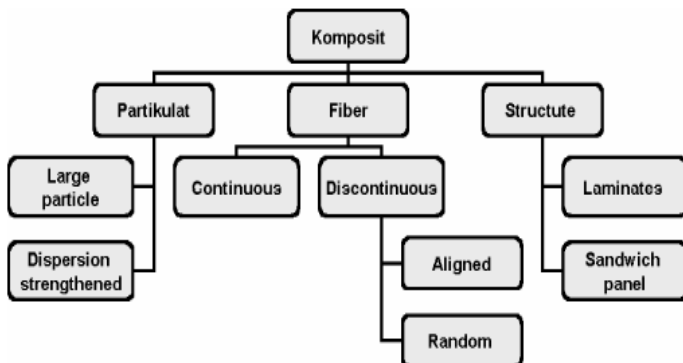 Komposit
Partikulat
Fiber
Structute
Large
particle
Continuous
Discontinuous
Laminates
Dispersion
strengthened
Aligned
Sandwich
panel
Random